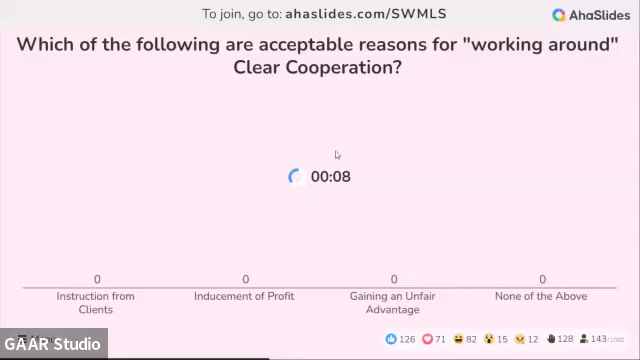 To join, go to: ahaslides.com/SWMLS
AhaSlides
Which of the following are acceptable reasons for "working around"
Clear Cooperation?
00:08
0
0
0
0
Instruction from
Clients
Inducement of Profit
Gaining an Unfair
Advantage
None of the Above
GAAR Studio
126
71
82
15
12
128
143/1000